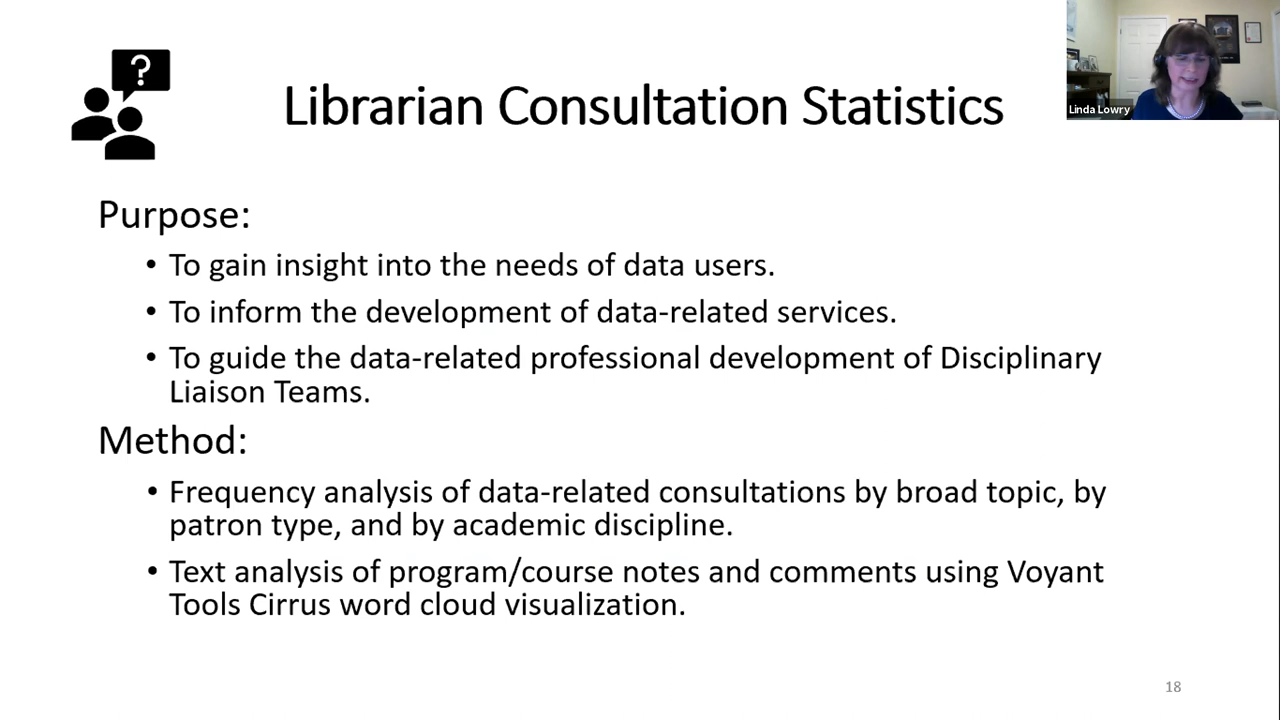 ?
Librarian Consultation Statistics
Linda Lowry
Purpose:
• To gain insight into the needs of data users.
• To inform the development of data-related services.
• To guide the data-related professional development of Disciplinary
Liaison Teams.
Method:
• Frequency analysis of data-related consultations by broad topic, by
patron type, and by academic discipline.
• Text analysis of program/course notes and comments using Voyant
Tools Cirrus word cloud visualization.
18